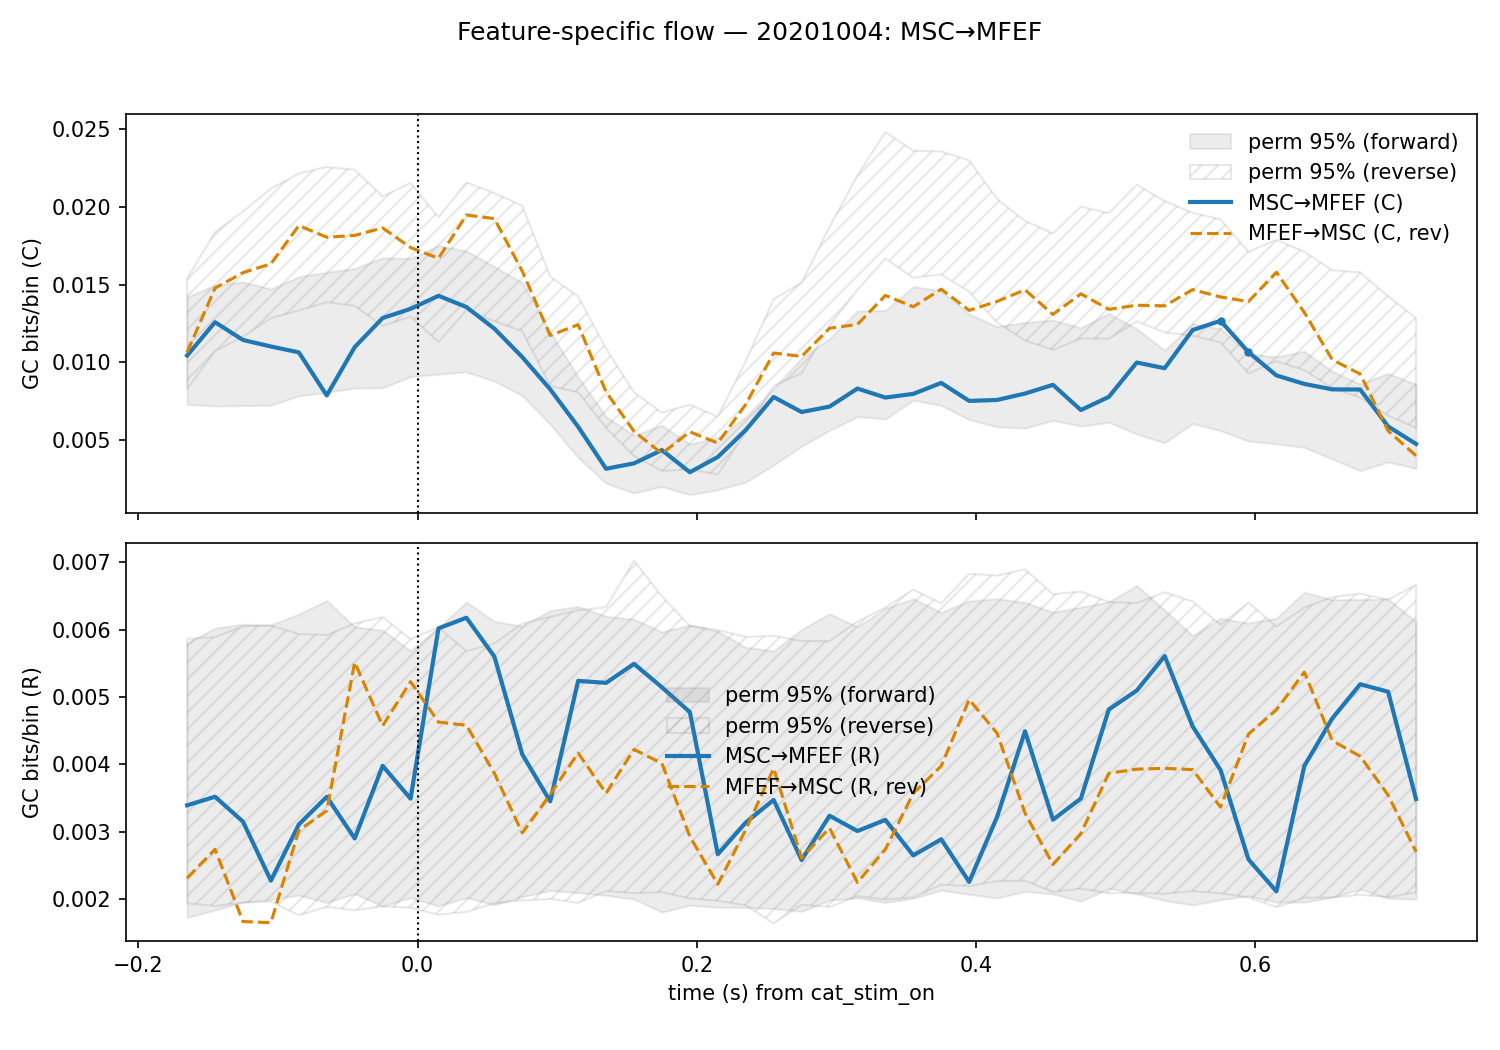 Feature-specific flow — 20201004: MSC→MFEF
GC bits/bin (C)
0.025
0.020
0.015
0.010
0.005
perm 95% (forward)
perm 95% (reverse)
MSC→MFEF (C)
MFEF→MSC (C, rev)
GC bits/bin (R)
0.007
0.006
0.005
0.004
0.003
0.002
perm 95% (forward)
perm 95% (reverse)
MSC→MFEF (R)
MFEF→MSC (R, rev)
−0.2
0.0
0.2
0.4
0.6
time (s) from cat_stim_on